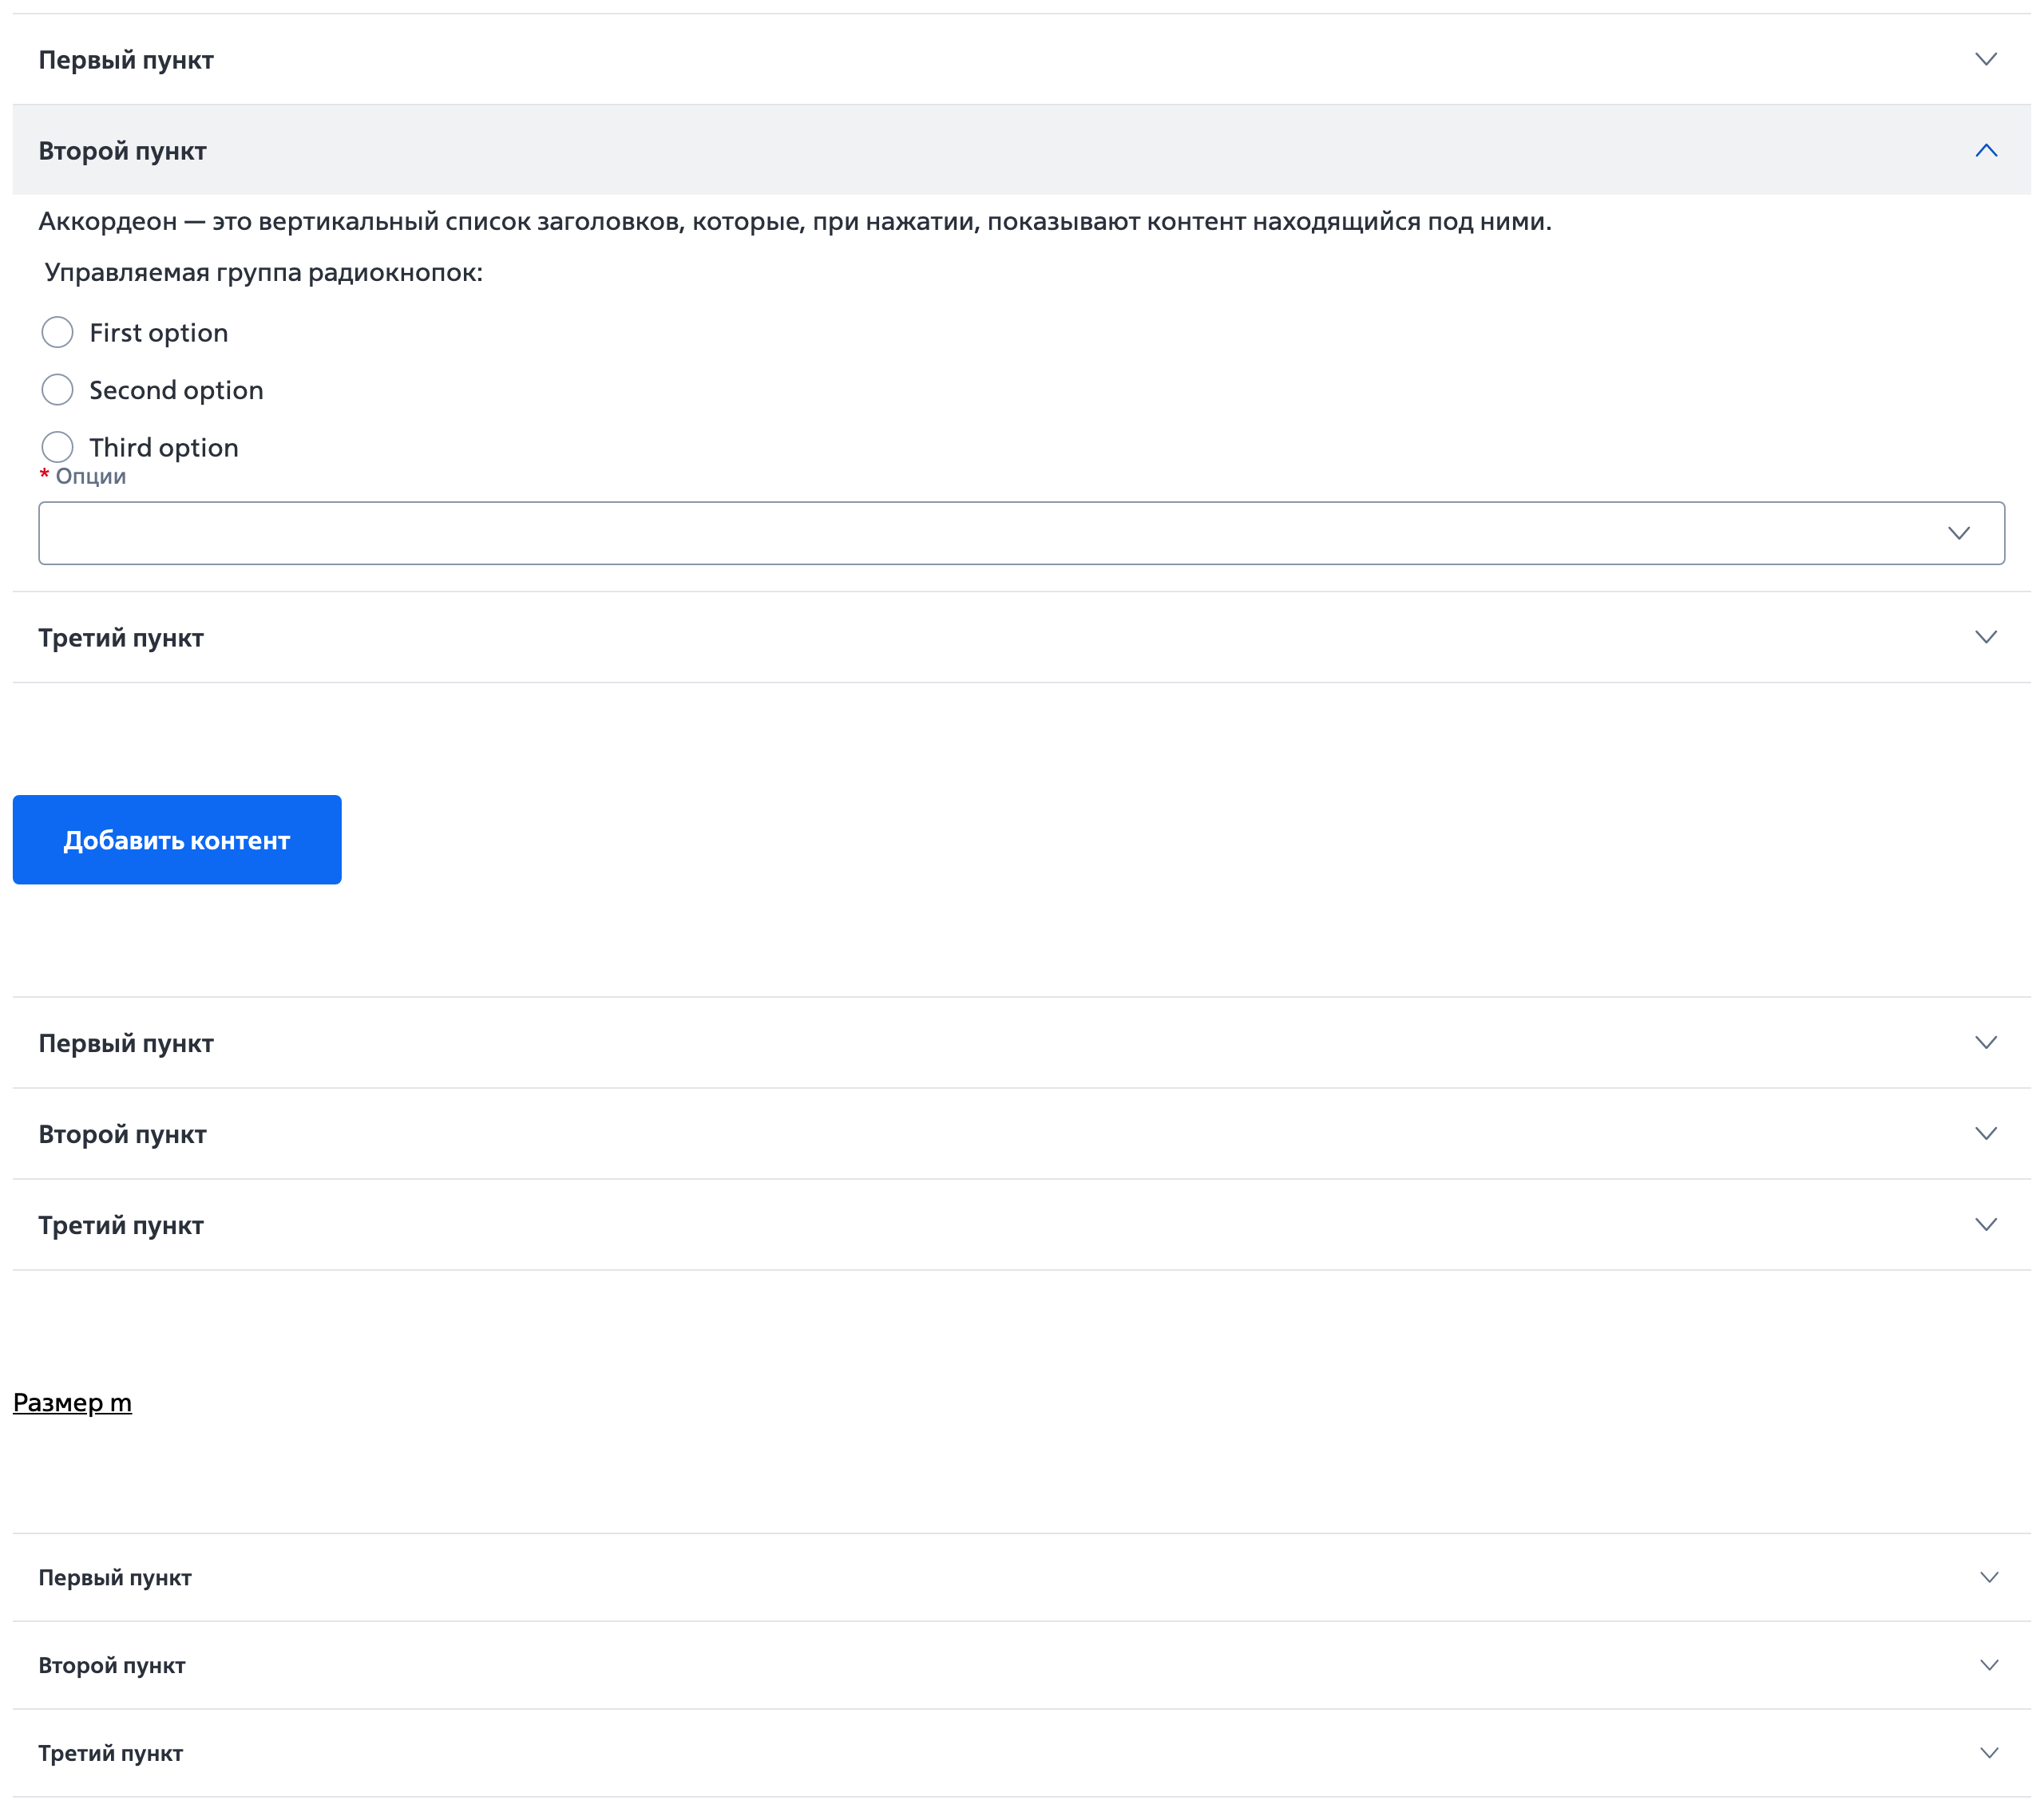 Первый пункт
Второй пункт
Аккордеон — это вертикальный список заголовков, которые, при нажатии, показывают контент находящийся под ними.
Управляемая группа радиокнопок:
First option
Second option
Third option
* Опции
Третий пункт
Добавить контент
Первый пункт
Второй пункт
Третий пункт
Размер m
Первый пункт
Второй пункт
Третий пункт